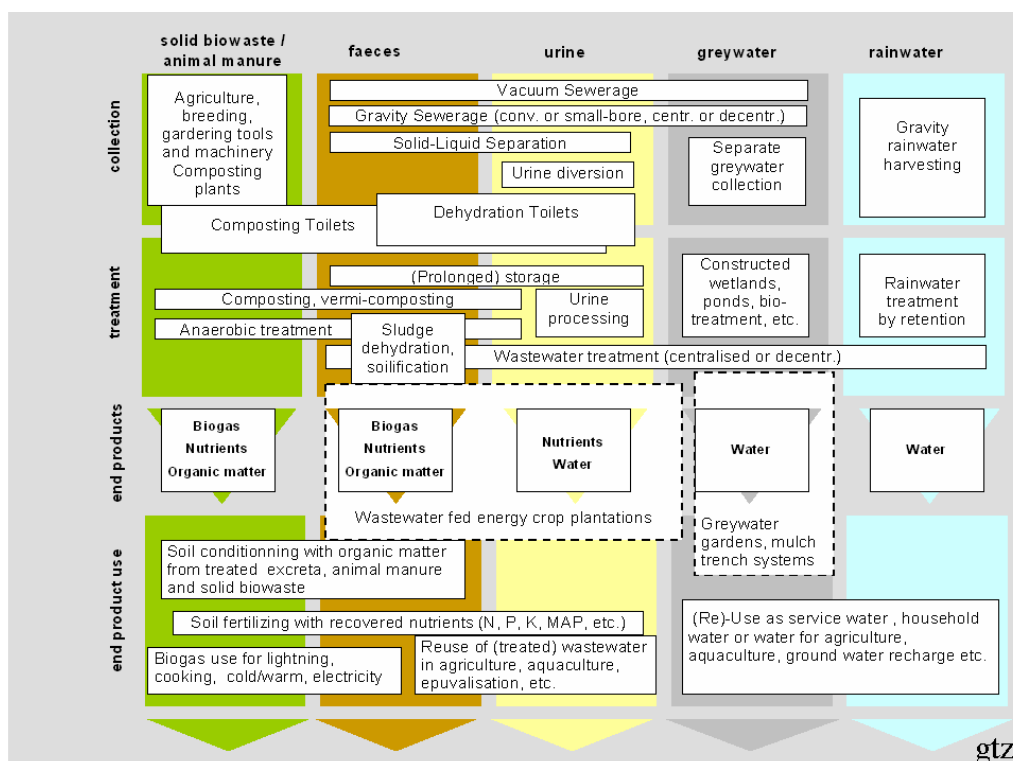 solid biowaste /
animal manure
faeces
urine
greywater
rainwater
collection
Agriculture,
breeding,
gardering tools
and machinery
Composting
plants
Vacuum Sewerage
Gravity Sewerage (conv. or small-bore, centr. or decentr.)
Solid-Liquid Separation
Urine diversion
Separate
greywater
collection
Gravity
rainwater
harvesting
Composting Toilets
Dehydration Toilets
treatment
(Prolonged) storage
Composting, vermi-composting
Anaerobic treatment
Sludge
dehydration,
soilification
Urine
processing
Constructed
wetlands,
ponds, bio-
treatment, etc.
Rainwater
treatment
by retention
Wastewater treatment (centralised or decentr.)
end products
Biogas
Nutrients
Organic matter
Biogas
Nutrients
Organic matter
Nutrients
Water
Water
Water
Wastewater fed energy crop plantations
Greywater
gardens, mulch
trench systems
end product use
Soil conditionning with organic matter
from treated excreta, animal manure
and solid biowaste
Soil fertilizing with recovered nutrients (N, P, K, MAP, etc.)
Biogas use for lightning,
cooking, cold/warm, electricity
Reuse of (treated) wastewater
in agriculture, aquaculture,
epuvalisation, etc.
(Re)-Use as service water , household
water or water for agriculture,
aquaculture, ground water recharge etc.
gtz